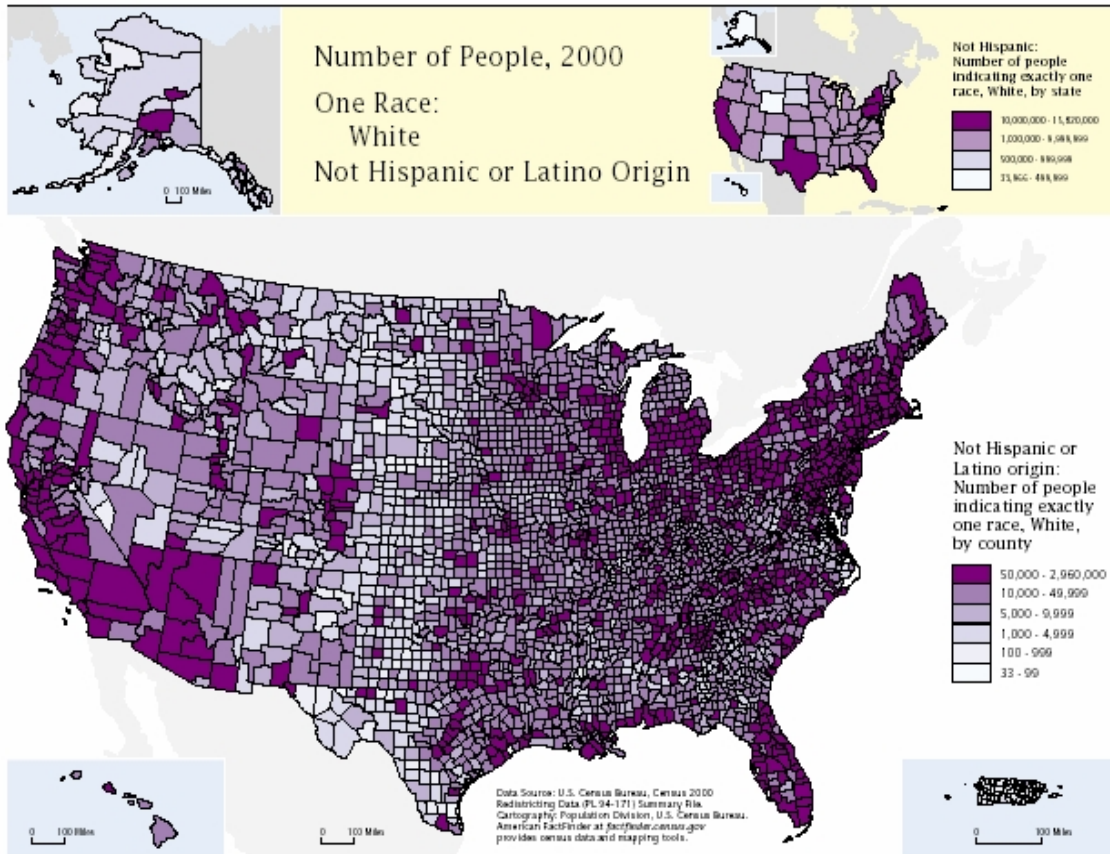 Number of People, 2000
One Race:
White
Not Hispanic or Latino Origin
0 100 Miles
Not Hispanic:
Number of people
indicating exactly one
race, White, by state
10,000,000 - 15,820,000
1,000,000 - 9,999,999
500,000 - 999,999
33,966 - 499,999
Not Hispanic or
Latino origin:
Number of people
indicating exactly
one race, White,
by county
50,000 - 2,960,000
10,000 - 49,999
5,000 - 9,999
1,000 - 4,999
100 - 999
33 - 99
Data Source: U.S. Census Bureau, Census 2000
Redistricting Data (PL 94-171) Summary File.
Cartography: Population Division, U.S. Census Bureau.
American FactFinder at factfinder.census.gov
provides census data and mapping tools.
0 100 Miles
0 100 Miles
0 100 Miles